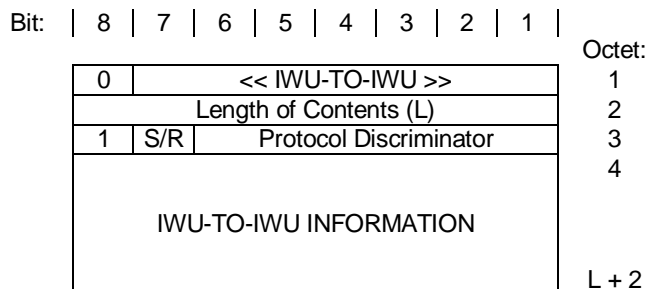 Bit: | 8 | 7 | 6 | 5 | 4 | 3 | 2 | 1 |
Octet:
0 << IWU-TO-IWU >> 1
Length of Contents (L) 2
1 S/R Protocol Discriminator 3
4
IWU-TO-IWU INFORMATION
L + 2